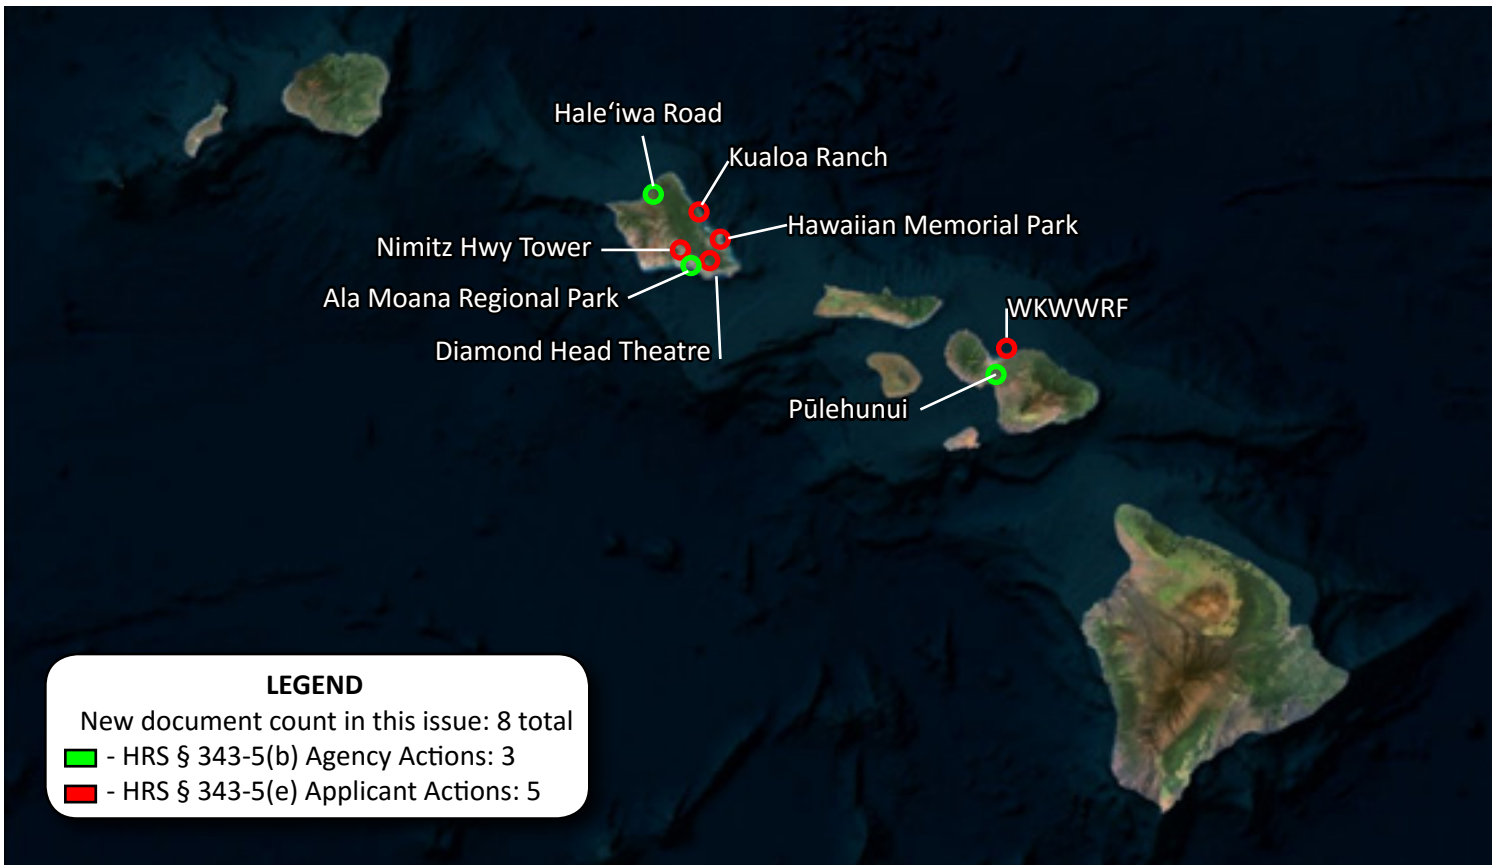 Hale‘iwa Road
Kualoa Ranch
Hawaiian Memorial Park
Nimitz Hwy Tower
Ala Moana Regional Park
Diamond Head Theatre
WKWWRF
Pūlehunui
LEGEND
New document count in this issue: 8 total
- HRS § 343-5(b) Agency Actions: 3
- HRS § 343-5(e) Applicant Actions: 5